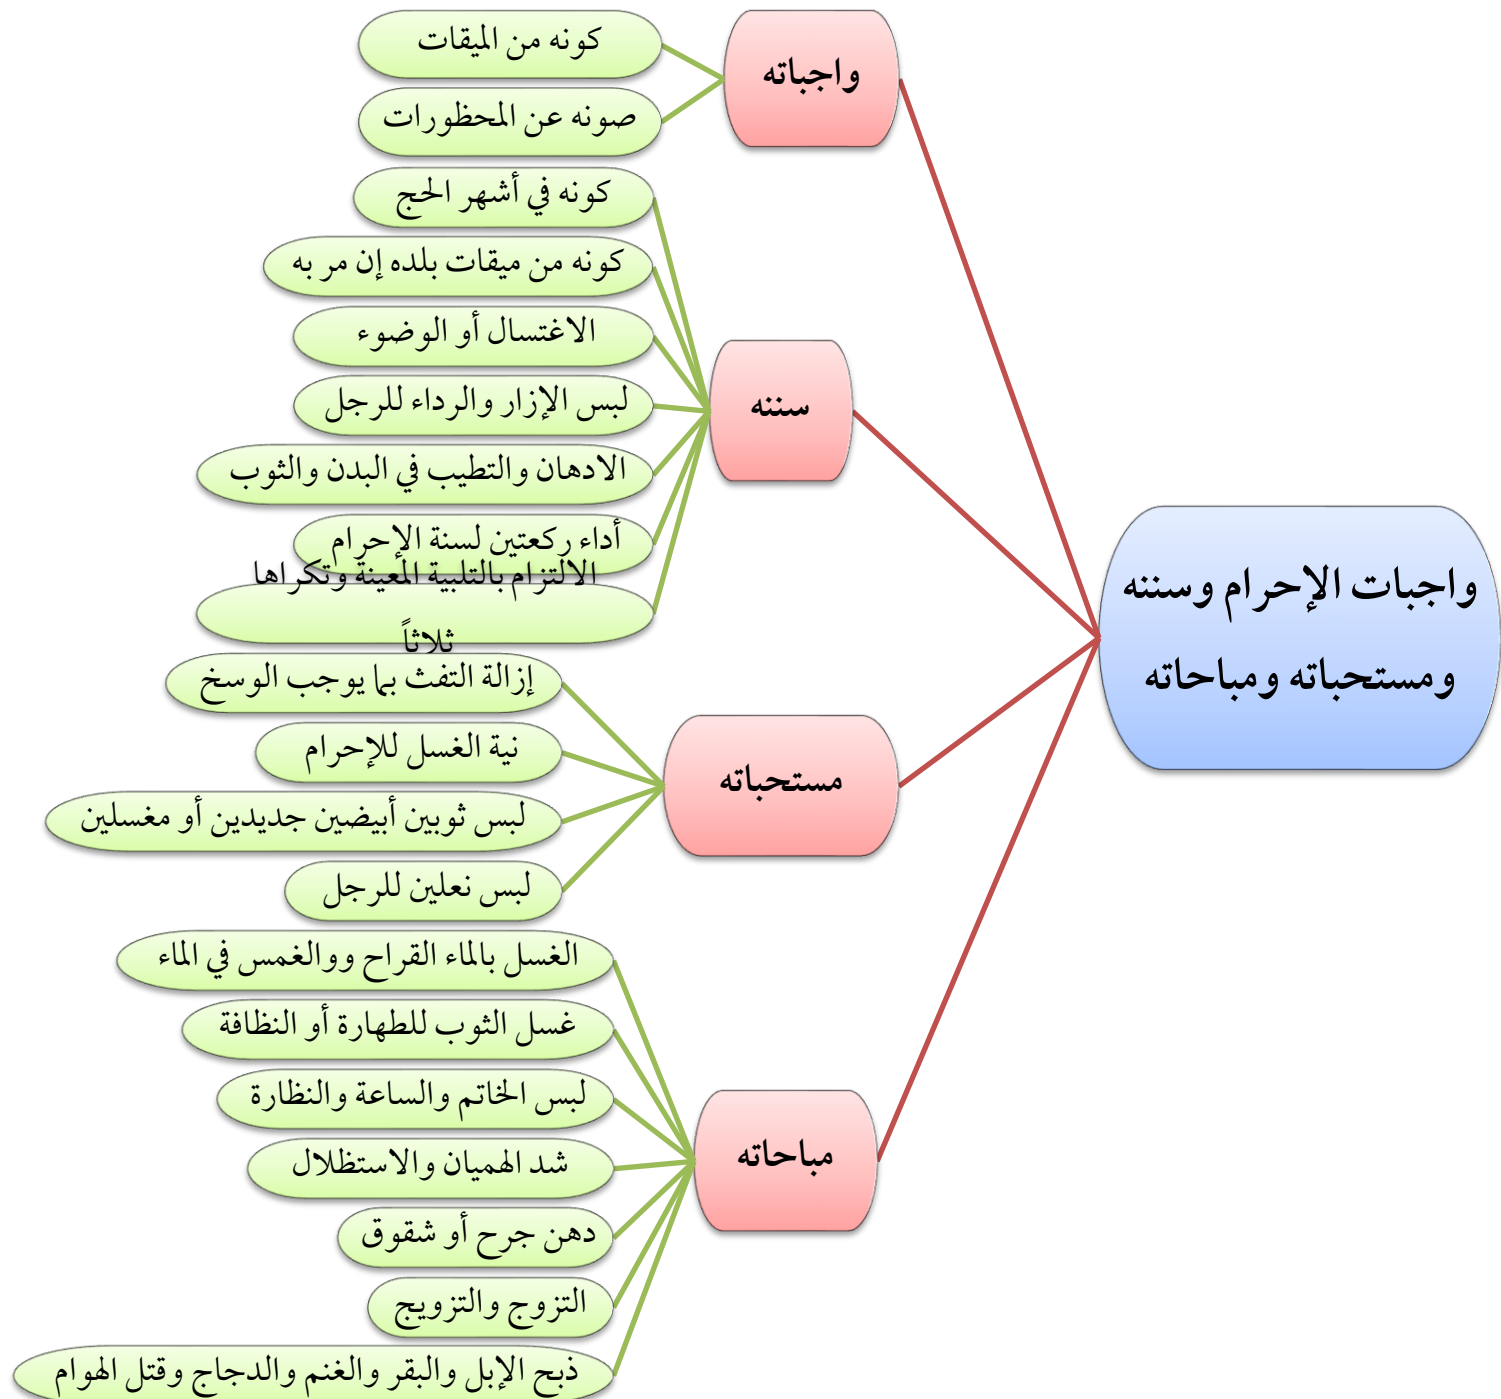 واجبات الإحرام وسننه
ومستحباته ومباحاته
واجباته
كونه من الميقات
صونه عن المحظورات
سننه
كونه في أشهر الحج
كونه من ميقات بلده إن مر به
الاغتسال أو الوضوء
لبس الإزار والرداء للرجل
الادهان والتطيب في البدن والثوب
أداء ركعتين لسنة الإحرام
الالتزام بالتلبية المعينة وتكراها
ثلاثاً
مستحباته
إزالة التفث بما يوجب الوسخ
نية الغسل للإحرام
لبس ثوبين أبيضين جديدين أو مغسلين
لبس نعلين للرجل
مباحاته
الغسل بالماء القراح ووالغمس في الماء
غسل الثوب للطهارة أو النظافة
لبس الخاتم والساعة والنظارة
شد الهميان والاستظلال
دهن جرح أو شقوق
التزوج والتزويج
ذبح الإبل والبقر والغنم والدجاج وقتل الهوام